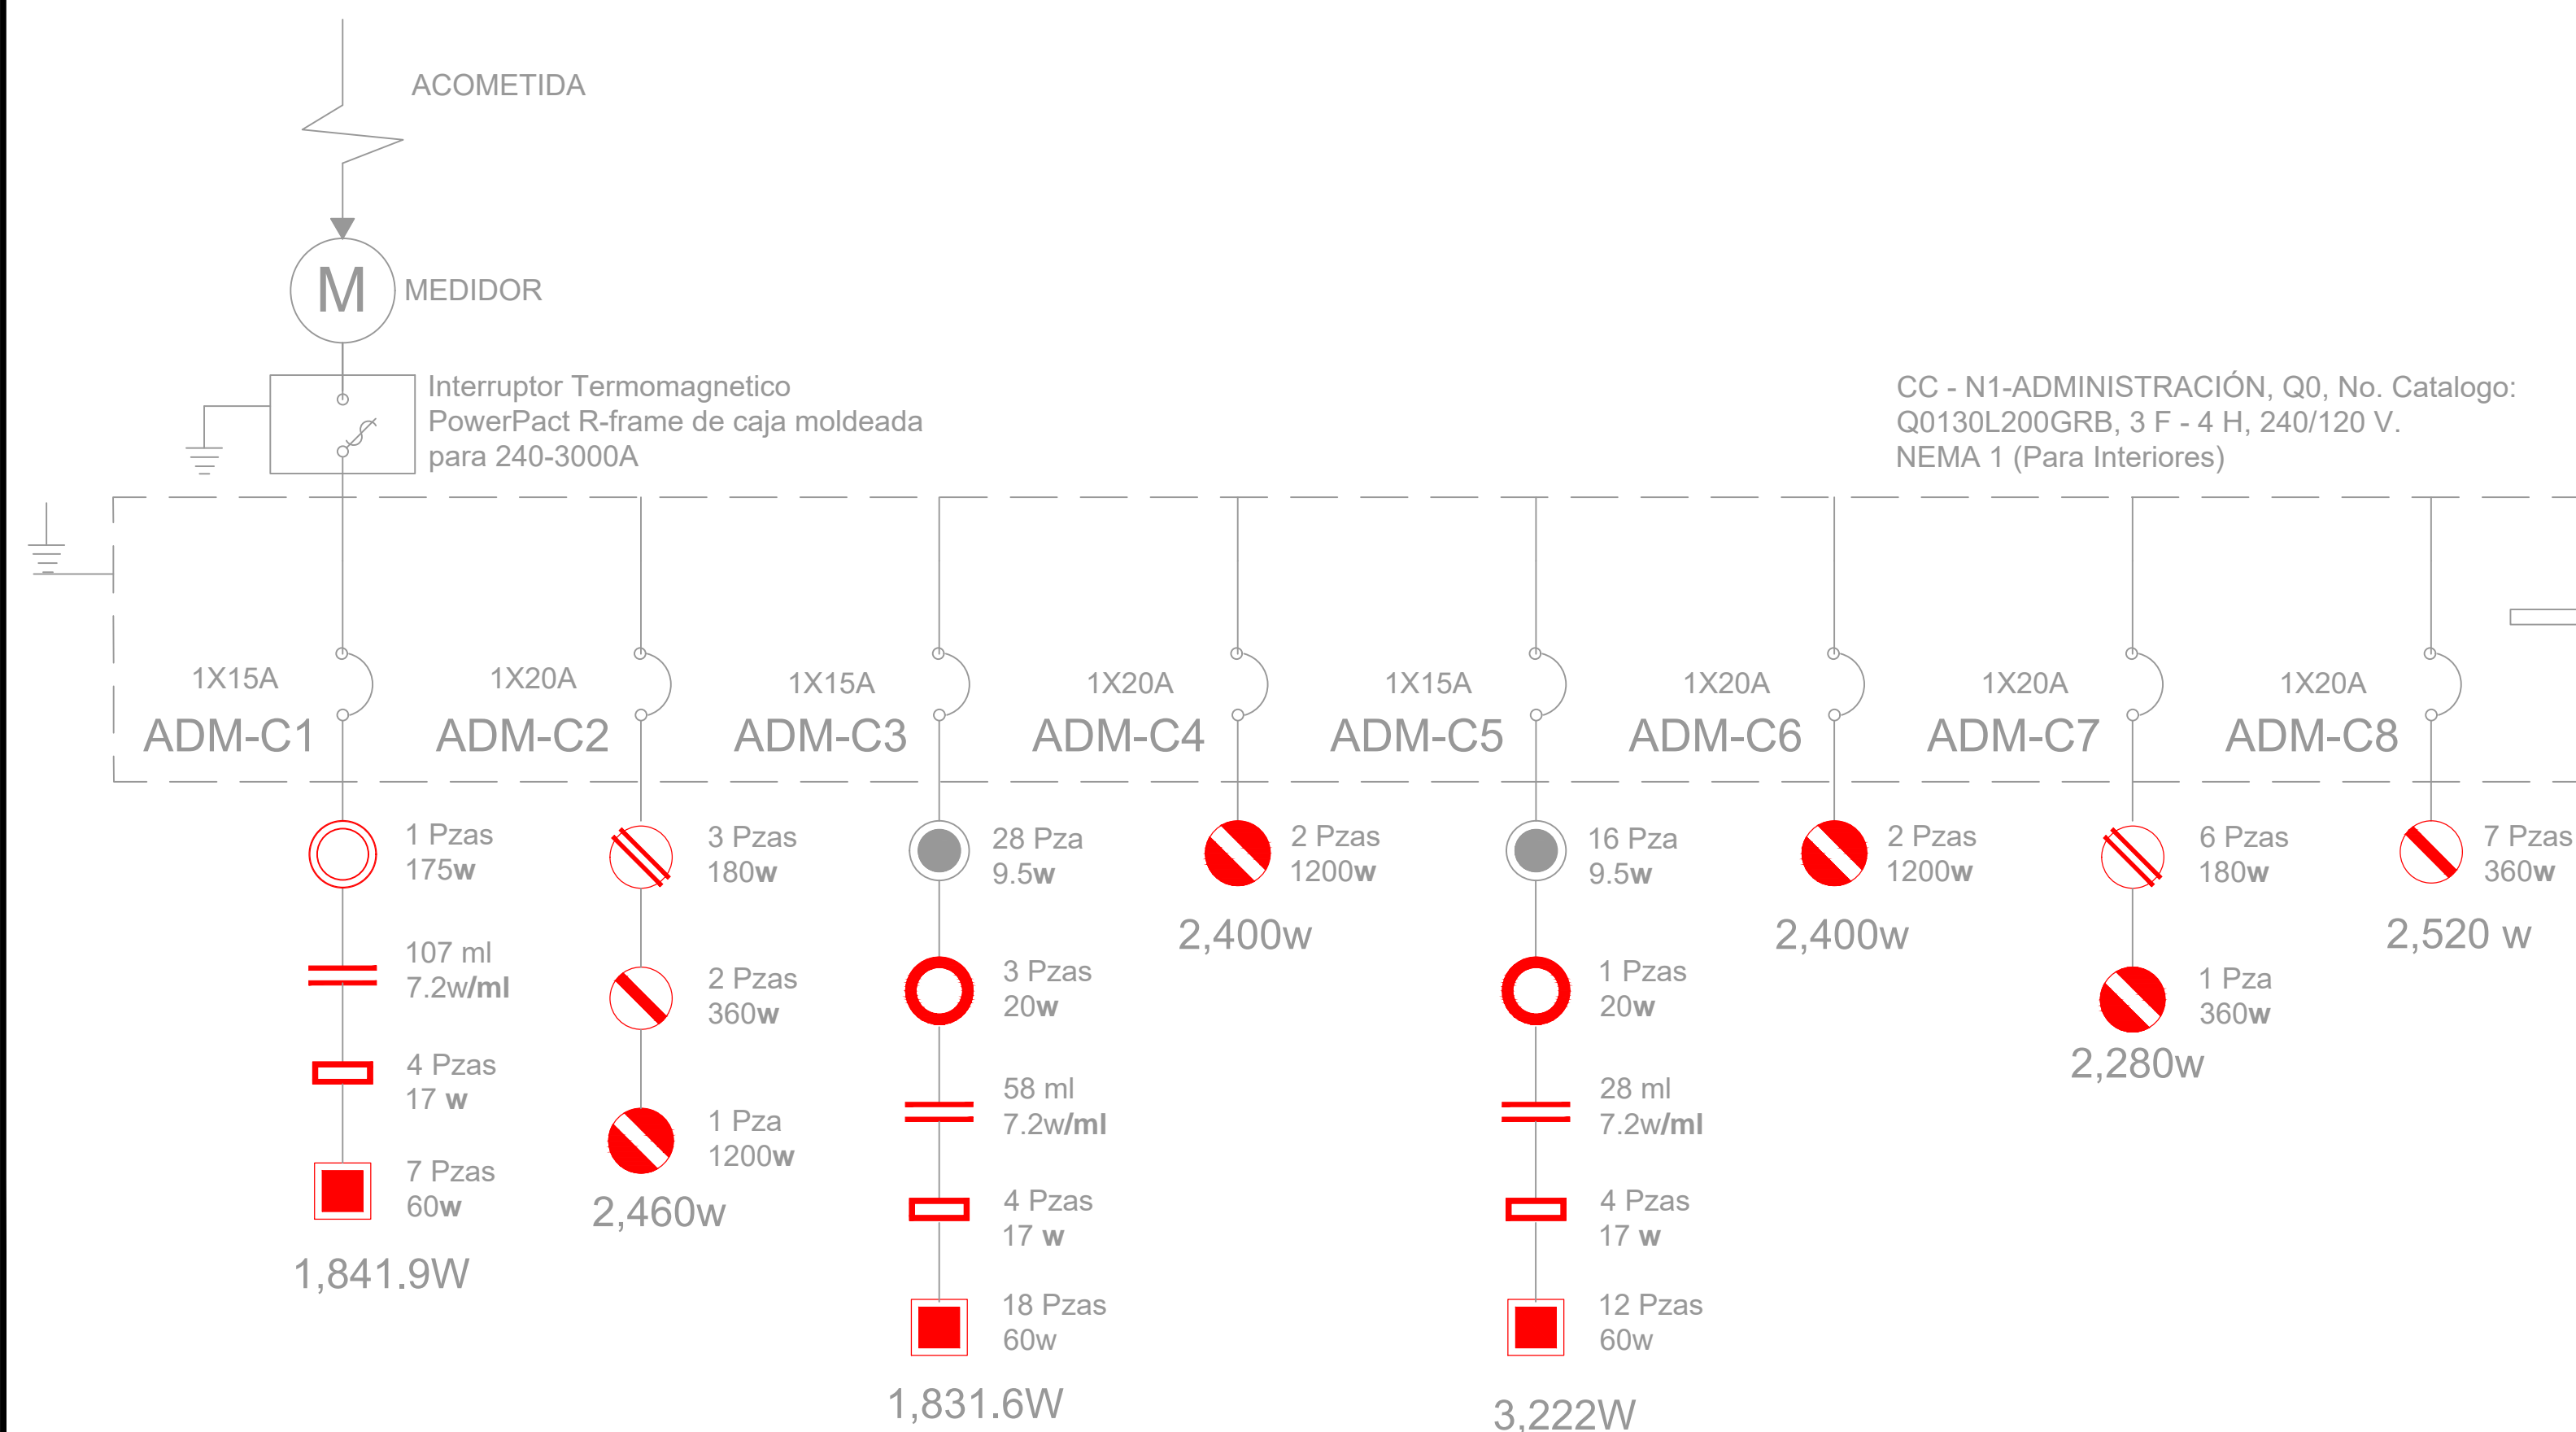 ACOMETIDA
M
MEDIDOR
Interruptor Termomagnetico
PowerPact R-frame de caja moldeada
para 240-3000A
CC - N1-ADMINISTRACIÓN, Q0, No. Catalogo:
Q0130L200GRB, 3 F - 4 H, 240/120 V.
NEMA 1 (Para Interiores)
1X15A
ADM-C1
1X20A
ADM-C2
1X15A
ADM-C3
1X20A
ADM-C4
1X15A
ADM-C5
1X20A
ADM-C6
1X20A
ADM-C7
1X20A
ADM-C8
1 Pzas
175w
107 ml
7.2w/ml
4 Pzas
17 w
7 Pzas
60w
1,841.9W
3 Pzas
180w
2 Pzas
360w
1 Pza
1200w
2,460w
28 Pza
9.5w
3 Pzas
20w
58 ml
7.2w/ml
4 Pzas
17 w
18 Pzas
60w
1,831.6W
2 Pzas
1200w
2,400w
16 Pza
9.5w
1 Pzas
20w
28 ml
7.2w/ml
4 Pzas
17 w
12 Pzas
60w
3,222W
2 Pzas
1200w
2,400w
6 Pzas
180w
1 Pza
360w
2,280w
7 Pzas
360w
2,520 w